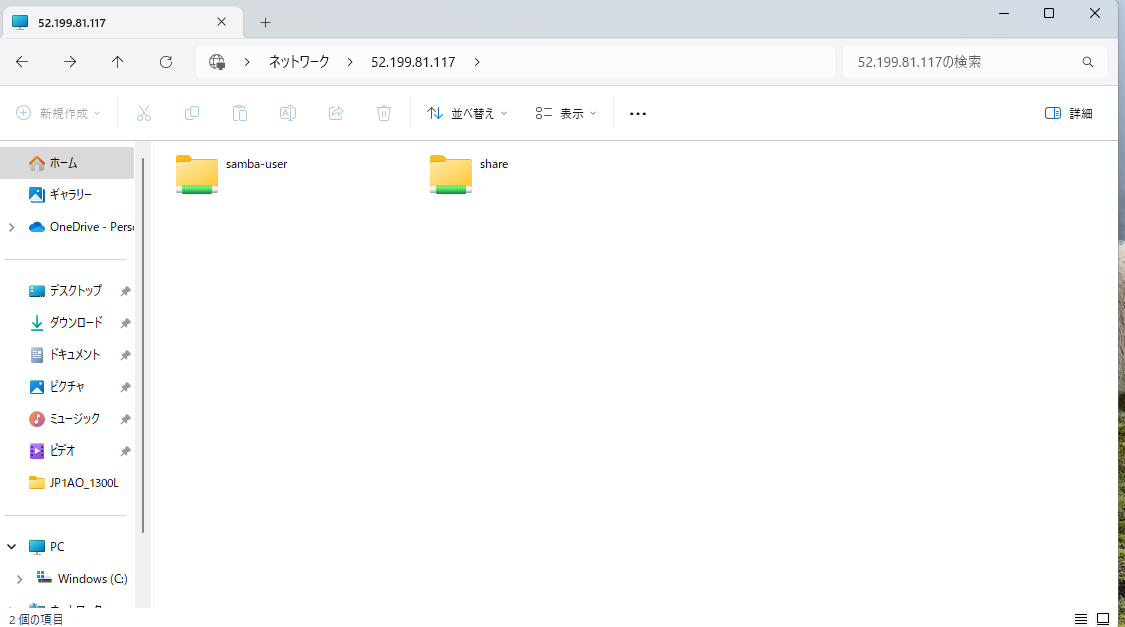 52.199.81.117
ネットワーク 52.199.81.117
52.199.81.117の検索
新規作成
並べ替え
表示
詳細
ホーム
ギャラリー
OneDrive - Pers
デスクトップ
ダウンロード
ドキュメント
ピクチャ
ミュージック
ビデオ
JP1AO_1300L
PC
Windows (C:)
samba-user
share
2 個の項目